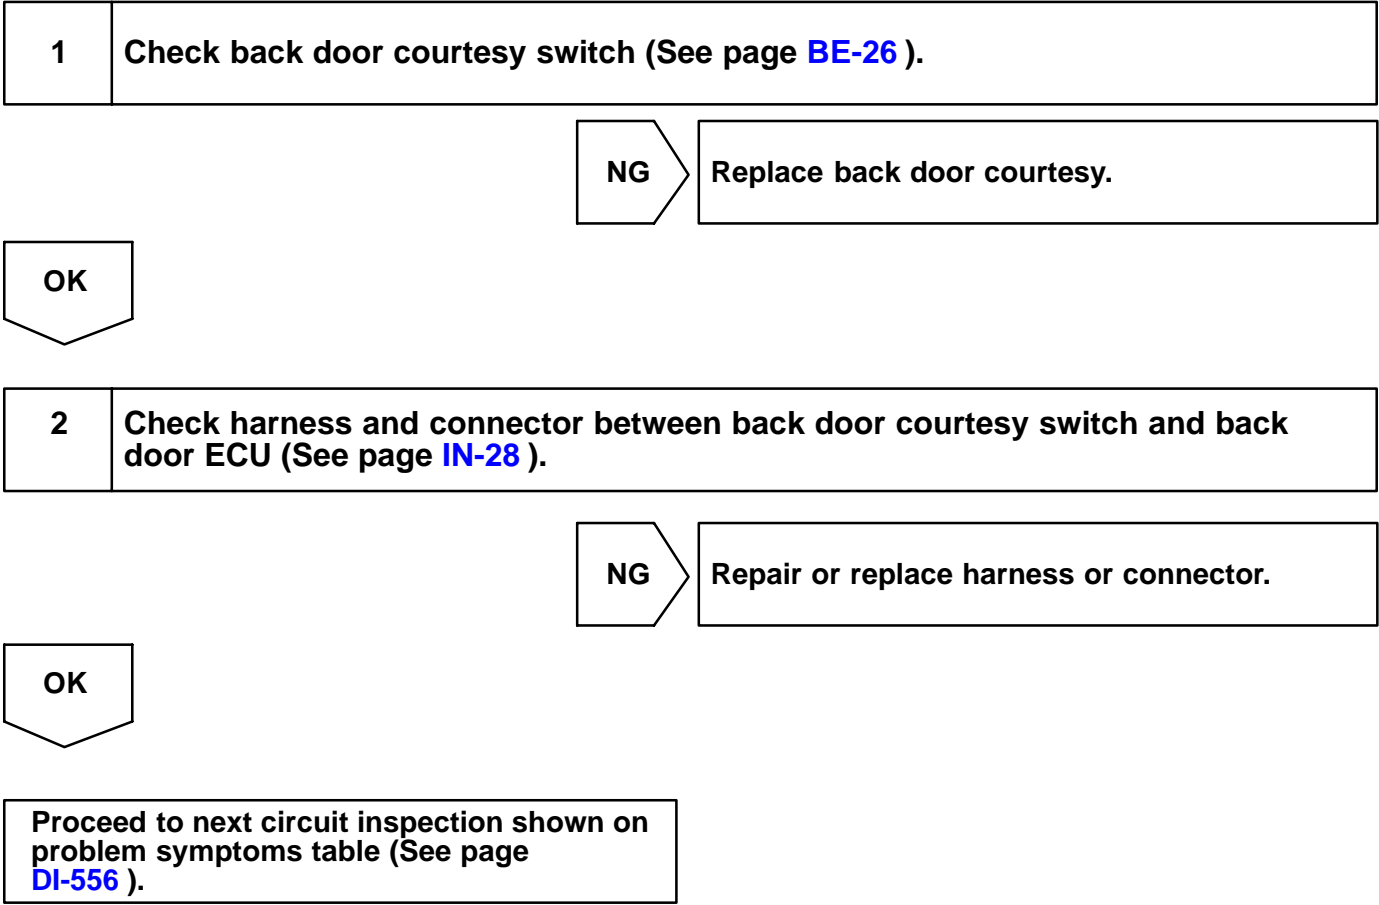 1 Check back door courtesy switch (See page BE-26 ).
NG Replace back door courtesy.
OK
2 Check harness and connector between back door courtesy switch and back
door ECU (See page IN-28 ).
NG Repair or replace harness or connector.
OK
Proceed to next circuit inspection shown on
problem symptoms table (See page
DI-556 ).